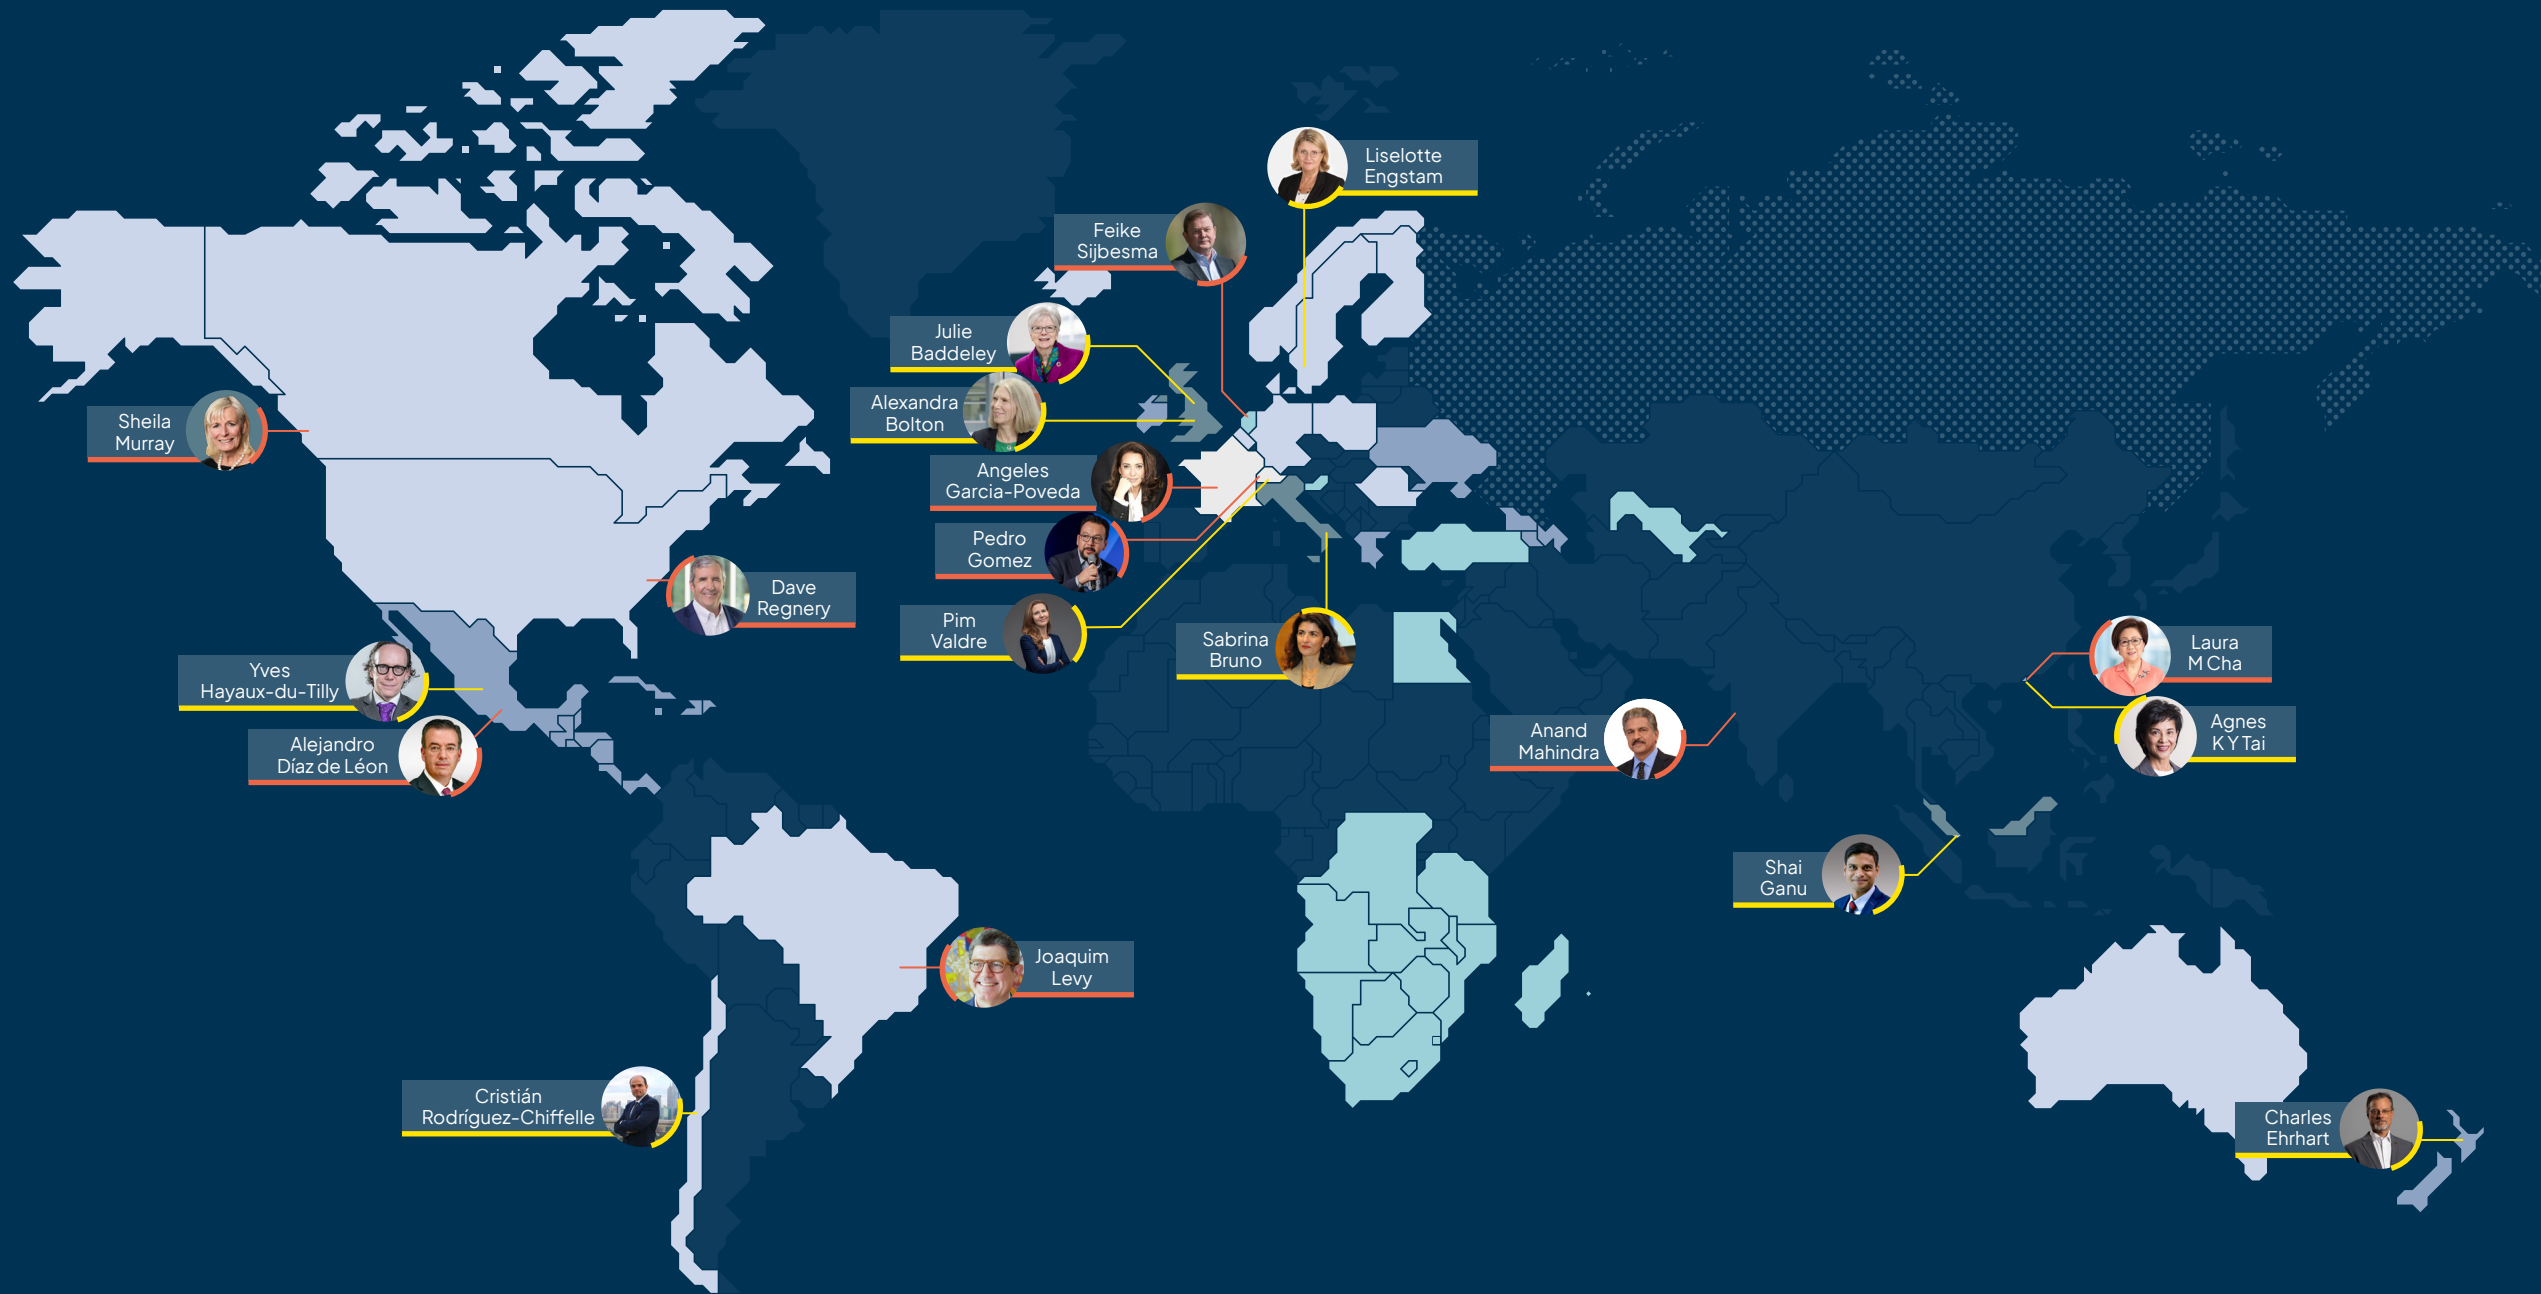 Liselotte
Engstam
Feike
Sijbesma
Julie
Baddeley
Alexandra
Bolton
Sheila
Murray
Angeles
Garcia-Poveda
Pedro
Gomez
Dave
Regnery
Pim
Valdre
Sabrina
Bruno
Laura
M Cha
Yves
Hayaux-du-Tilly
Agnes
K Y Tai
Anand
Mahindra
Alejandro
Díaz de Léon
Shai
Ganu
Joaquim
Levy
Cristián
Rodríguez-Chiffelle
Charles
Ehrhart